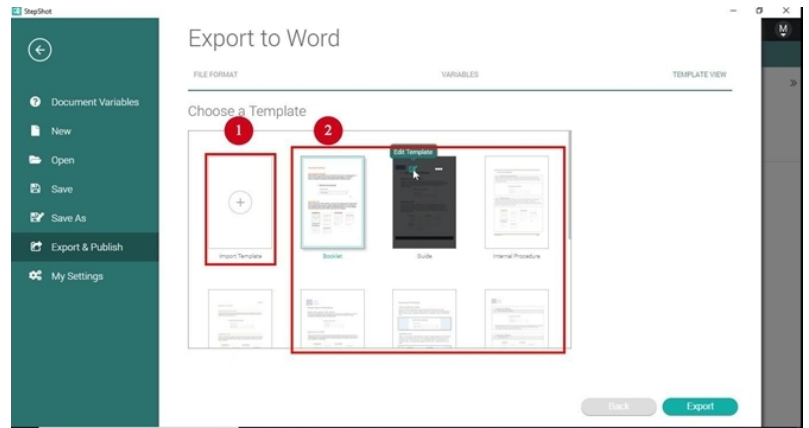 StepShot
M
Export to Word
FILE FORMAT
VARIABLES
TEMPLATE VIEW
Document Variables
New
Open
Save
Save As
Export & Publish
My Settings
Choose a Template
1
2
Edit Template
Import Template
Booklet
Guide
Internal Procedure
Back
Export